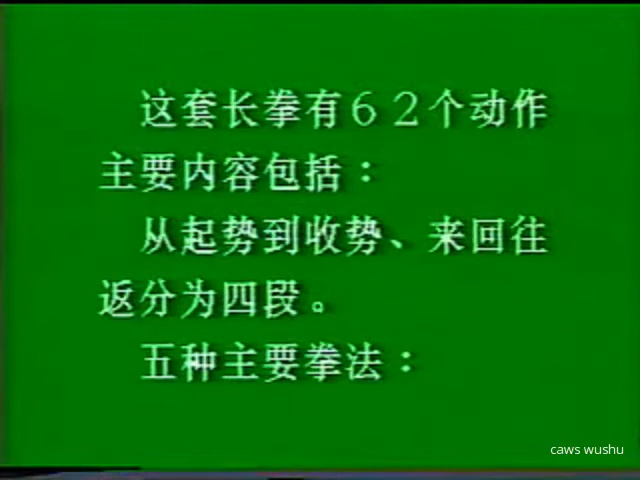 这套长拳有６２个动作
主要内容包括：
从起势到收势、来回往
返分为四段。
五种主要拳法：
caws wushu